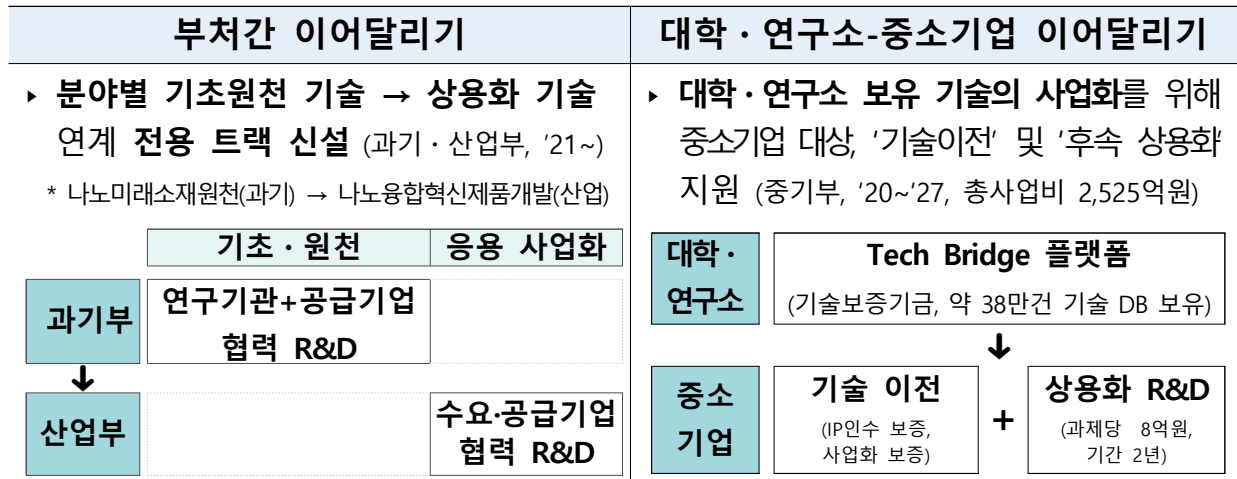 부처간 이어달리기
▸ 분야별 기초원천 기술 → 상용화 기술
연계 전용 트랙 신설 (과기·산업부, '21~)
* 나노미래소재원천(과기) → 나노융합혁신제품개발(산업)
기초·원천
응용 사업화
과기부
연구기관+공급기업
협력 R&D
↓
산업부
수요·공급기업
협력 R&D
대학·연구소-중소기업 이어달리기
▸ 대학·연구소 보유 기술의 사업화를 위해
중소기업 대상, '기술이전' 및 '후속 상용화'
지원 (중기부, '20~'27, 총사업비 2,525억원)
대학·
연구소
Tech Bridge 플랫폼
(기술보증기금, 약 38만건 기술 DB 보유)
↓
중소
기업
기술 이전
(IP인수 보증,
사업화 보증)
+
상용화 R&D
(과제당 8억원,
기간 2년)